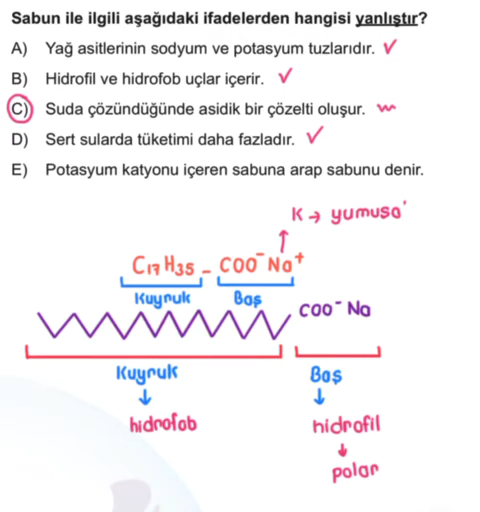 Sabun ile ilgili aşağıdaki ifadelerden hangisi yanlıştır?
A) Yağ asitlerinin sodyum ve potasyum tuzlarıdır. ✓
B) Hidrofil ve hidrofob uçlar içerir. ✓
C) Suda çözündüğünde asidik bir çözelti oluşur.
D) Sert sularda tüketimi daha fazladır. ✓
E) Potasyum katyonu içeren sabuna arap sabunu denir.
K → yumuşa'
↑
C₁₇H₃₅ - COO⁻Na⁺
Kuyruk Baş
COO⁻ Na
Kuyruk Baş
↓ ↓
hidrofob hidrofil
↓
polar